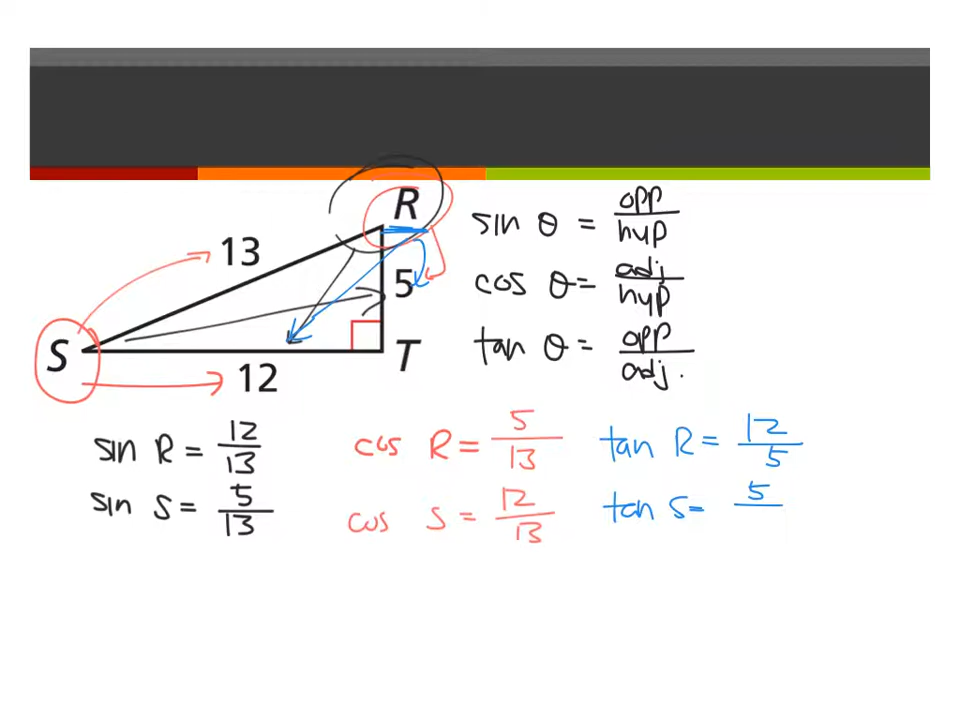 R
13
5
S
T
12
sin θ = opp/hyp
cos θ = adj/hyp
tan θ = opp/adj.
sin R = 12/13
cos R = 5/13
tan R = 12/5
sin S = 5/13
cos S = 12/13
tan S = 5/